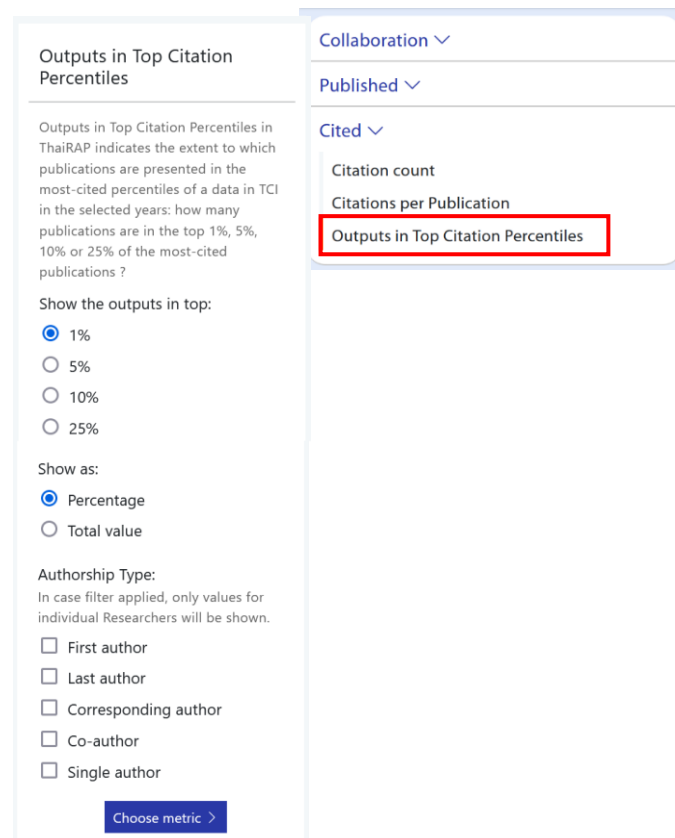 Outputs in Top Citation
Percentiles
Outputs in Top Citation Percentiles in
ThaiRAP indicates the extent to which
publications are presented in the
most-cited percentiles of a data in TCI
in the selected years: how many
publications are in the top 1%, 5%,
10% or 25% of the most-cited
publications ?
Show the outputs in top:
1%
5%
10%
25%
Show as:
Percentage
Total value
Authorship Type:
In case filter applied, only values for
individual Researchers will be shown.
First author
Last author
Corresponding author
Co-author
Single author
Choose metric >
Collaboration
Published
Cited
Citation count
Citations per Publication
Outputs in Top Citation Percentiles